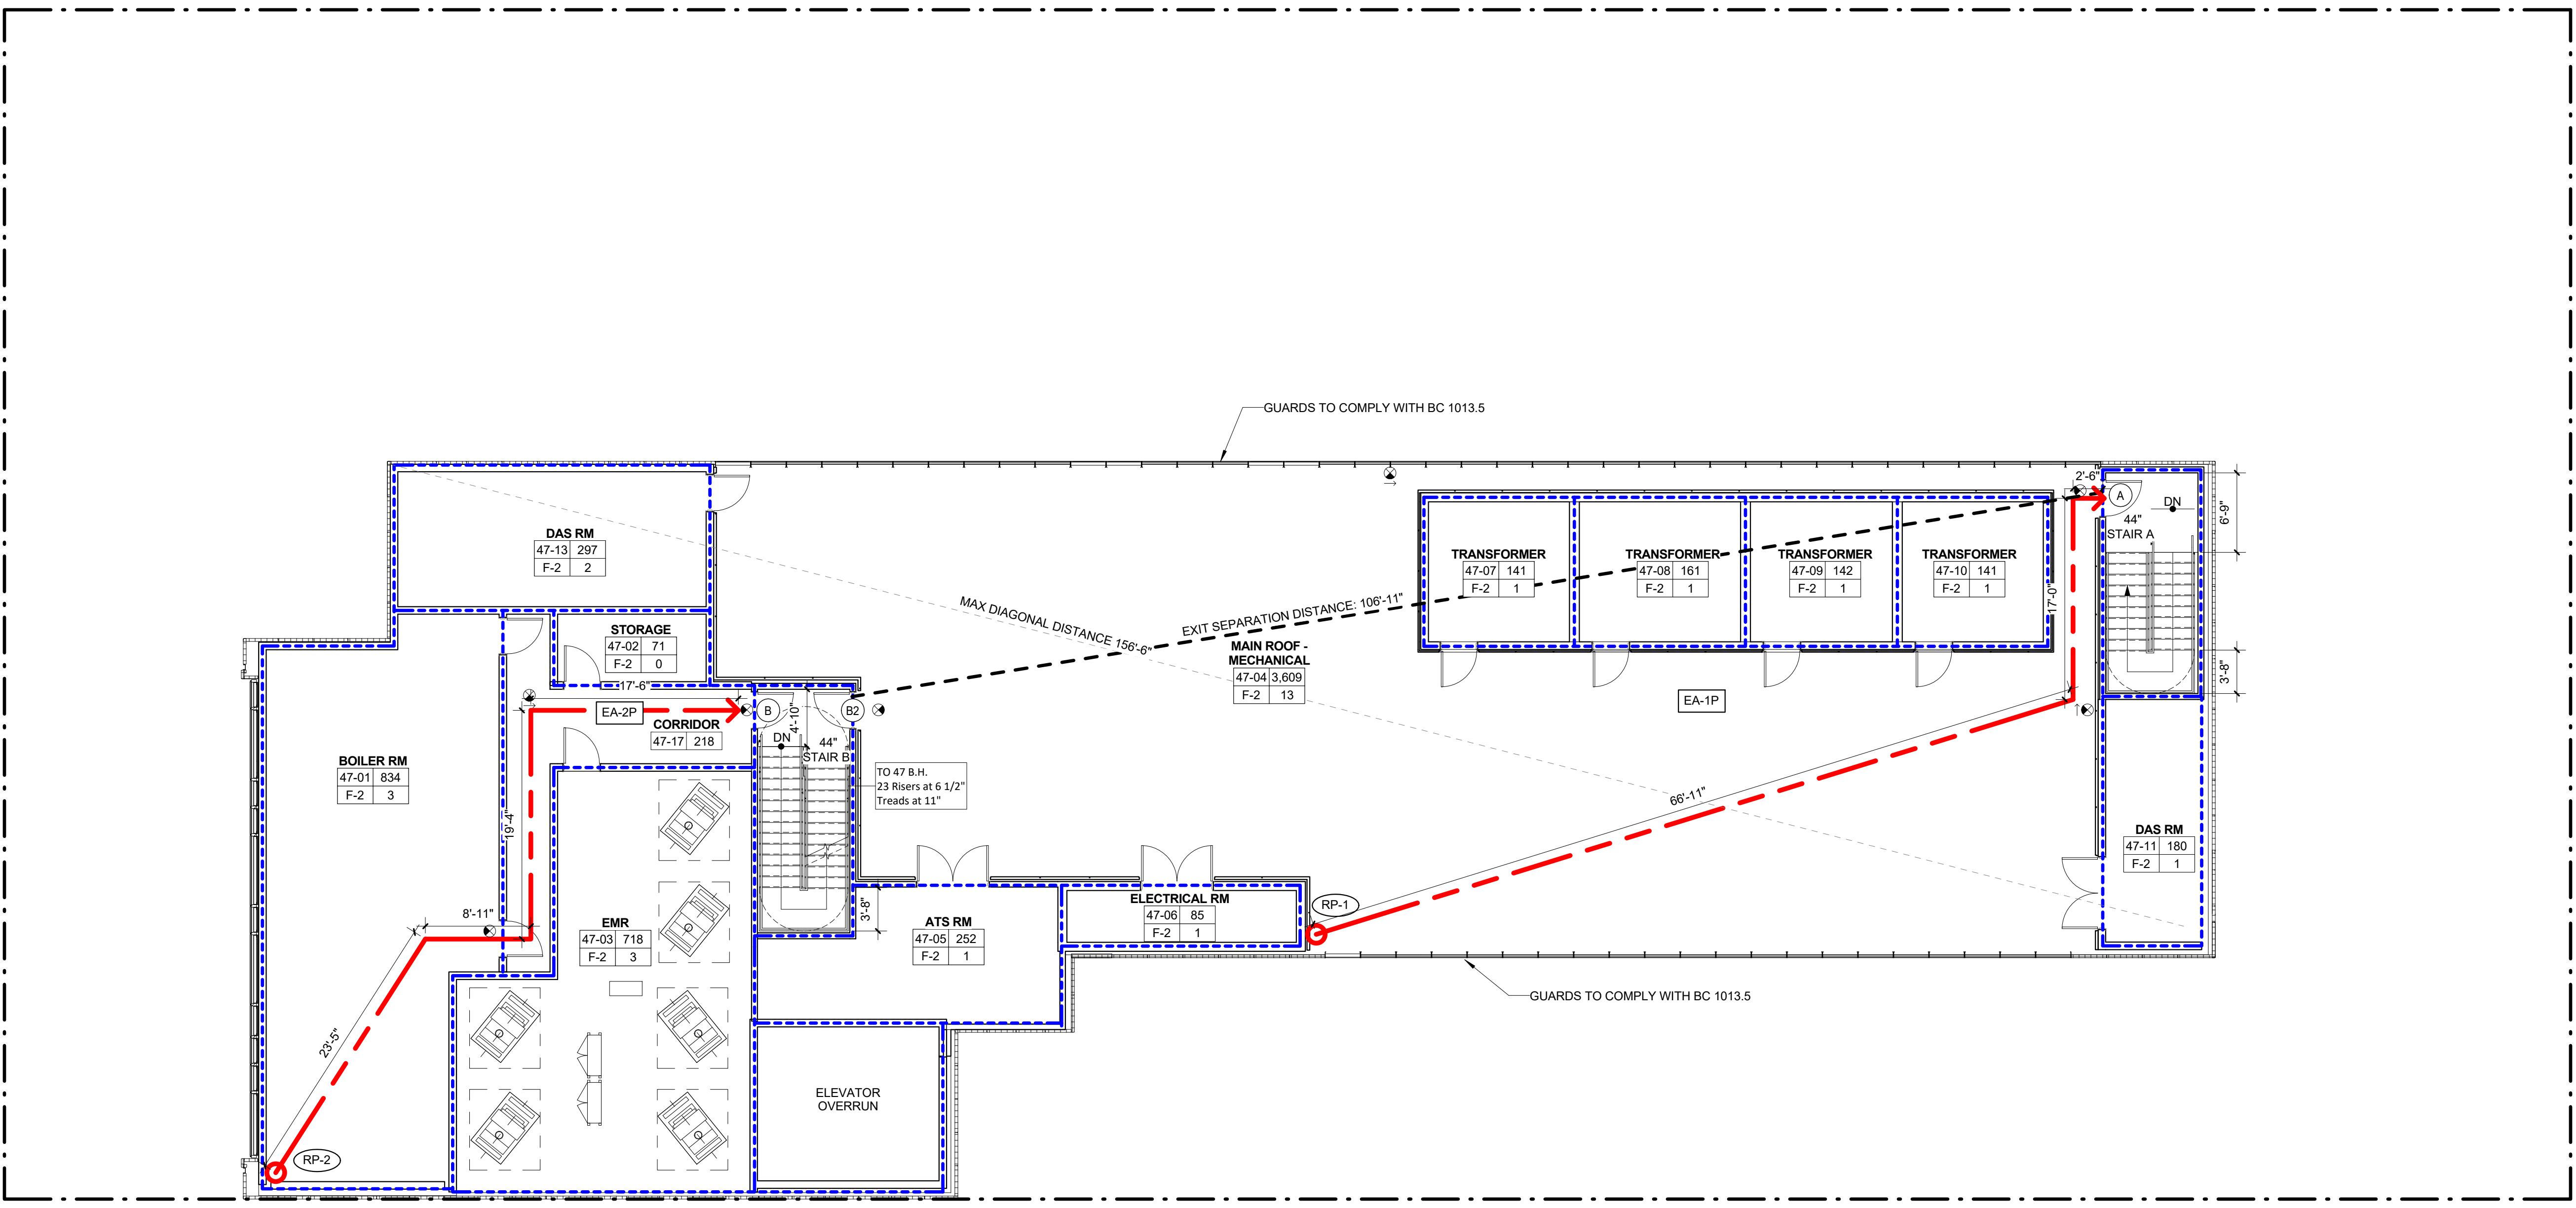 GUARDS TO COMPLY WITH BC 1013.5
2'-6"
A
DN
6'-9"
44"
STAIR A
17'-0"
3'-8"
DAS RM
47-13 297
F-2 2
TRANSFORMER
47-07 141
F-2 1
TRANSFORMER
47-08 161
F-2 1
TRANSFORMER
47-09 142
F-2 1
TRANSFORMER
47-10 141
F-2 1
MAX DIAGONAL DISTANCE 156'-6"
EXIT SEPARATION DISTANCE: 106'-11"
STORAGE
47-02 71
F-2 0
MAIN ROOF -
MECHANICAL
47-04 3,609
F-2 13
17'-6"
EA-2P
B
4'-10"
B2
EA-1P
CORRIDOR
47-17 218
DN
44"
STAIR B
BOILER RM
47-01 834
F-2 3
TO 47 B.H.
23 Risers at 6 1/2"
Treads at 11"
19'-4"
66'-11"
DAS RM
47-11 180
F-2 1
8'-11"
EMR
47-03 718
F-2 3
3'-8"
ATS RM
47-05 252
F-2 1
ELECTRICAL RM
47-06 85
F-2 1
RP-1
GUARDS TO COMPLY WITH BC 1013.5
23'-5"
ELEVATOR
OVERRUN
RP-2